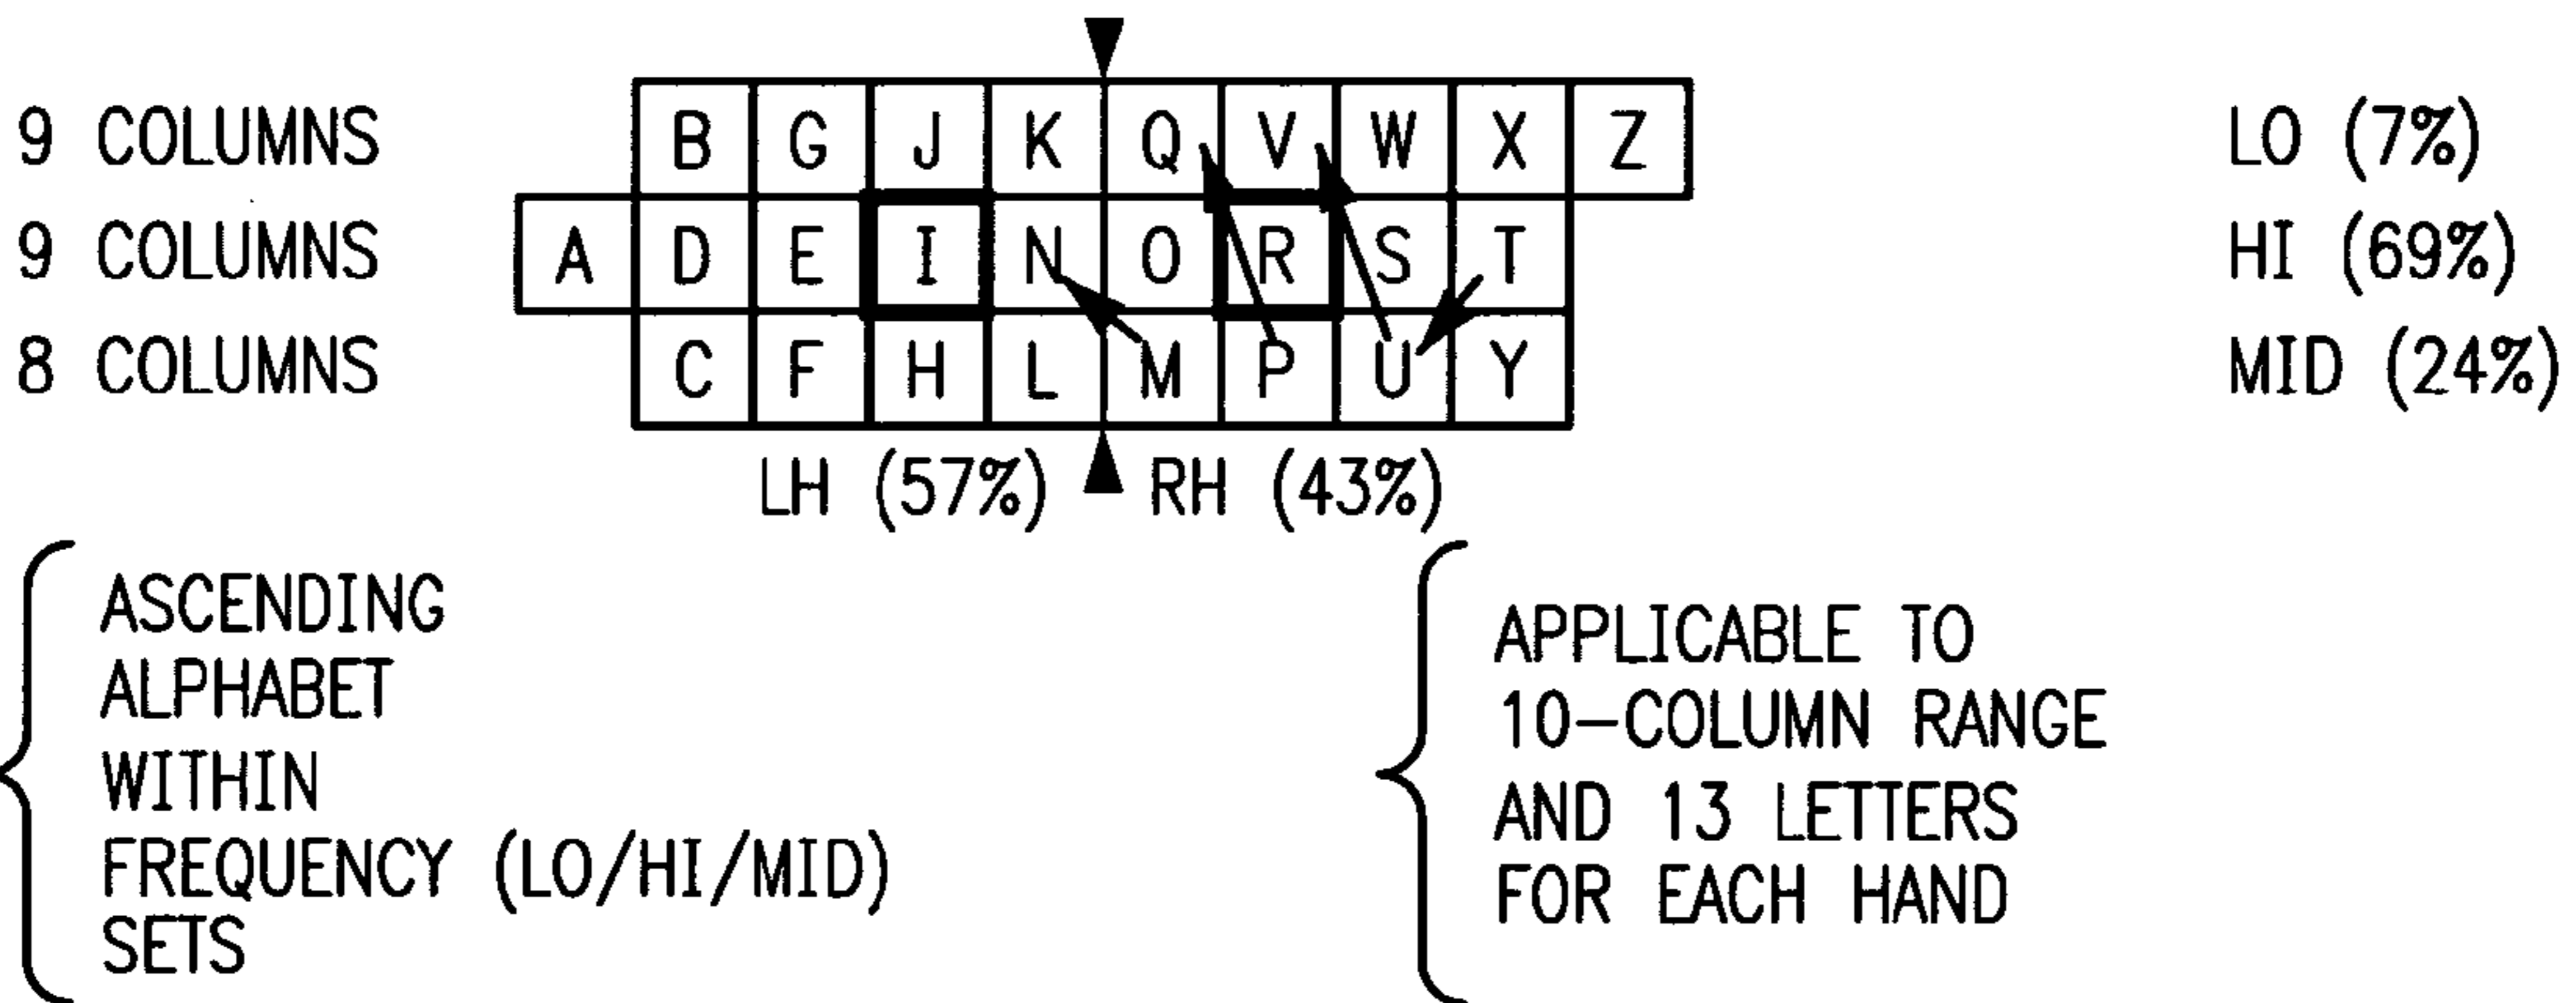 9 COLUMNS B G J K Q V W X Z LO (7%)
9 COLUMNS A D E I N O R S T HI (69%)
8 COLUMNS C F H L M P U Y MID (24%)
LH (57%) RH (43%)
ASCENDING
ALPHABET
WITHIN
FREQUENCY (LO/HI/MID)
SETS
APPLICABLE TO
10-COLUMN RANGE
AND 13 LETTERS
FOR EACH HAND